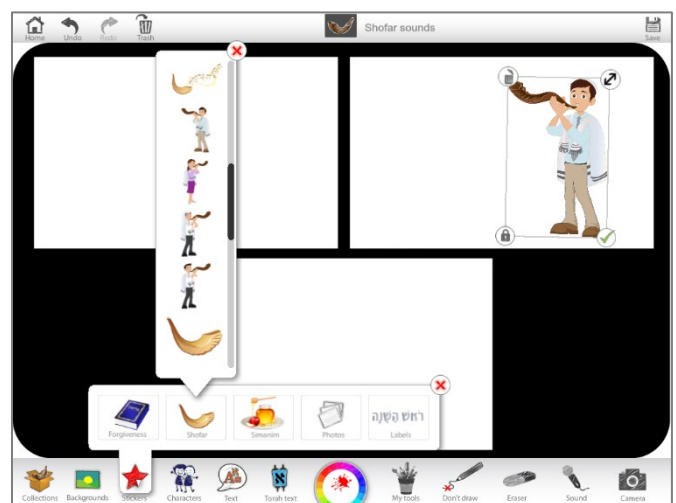 Home Undo Redo Trash Shofar sounds Save
Forgiveness Shofar Simanim Photos Labels
ראש השנה
Collections Backgrounds Stickers Characters Text Torah text My tools Don't draw Eraser Sound Camera